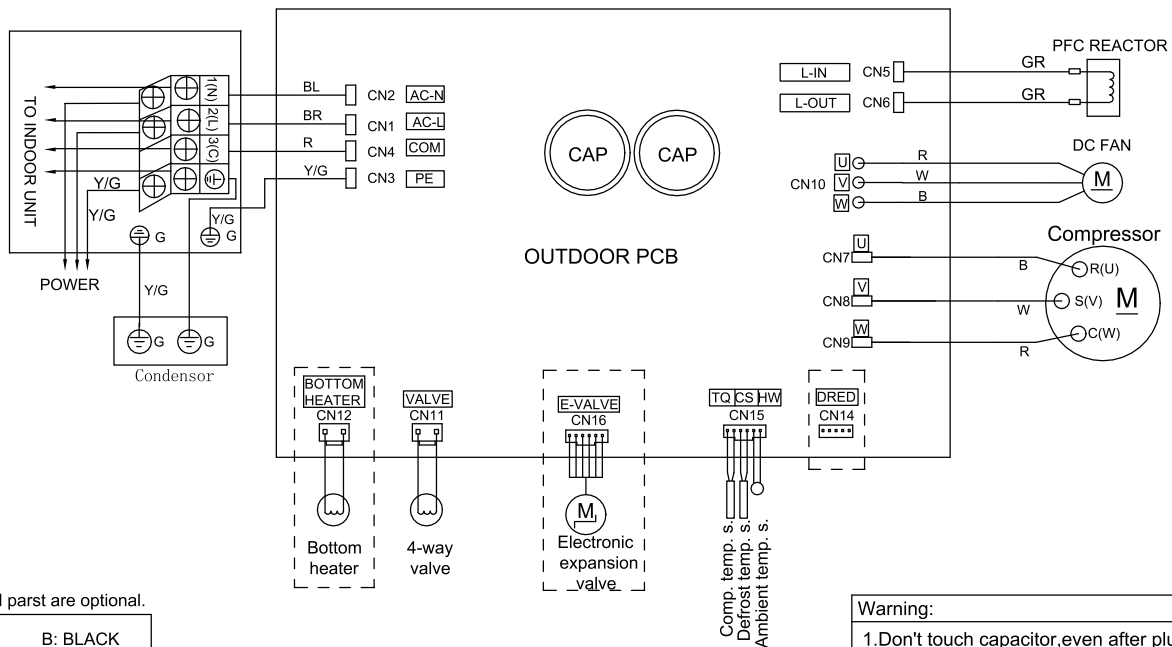 TO INDOOR UNIT
1(N)
2(L)
3(C)
BL
BR
R
Y/G
CN2 AC-N
CN1 AC-L
CN4 COM
CN3 PE
Y/G
Y/G
Y/G
G
G
POWER
Y/G
G
G
Condensor
CAP
CAP
OUTDOOR PCB
L-IN CN5
L-OUT CN6
GR
GR
PFC REACTOR
DC FAN
CN10
U
V
W
R
W
B
M
Compressor
U
CN7
V
CN8
W
CN9
B
W
R
R(U)
S(V)
C(W)
M
BOTTOM
HEATER
CN12
Bottom
heater
VALVE
CN11
4-way
valve
E-VALVE
CN16
M
Electronic
expansion
valve
TQ CS HW
CN15
Comp. temp. s.
Defrost temp. s.
Ambient temp. s.
DRED
CN14
parst are optional.
B: BLACK
Warning:
1.Don't touch capacitor,even after plu